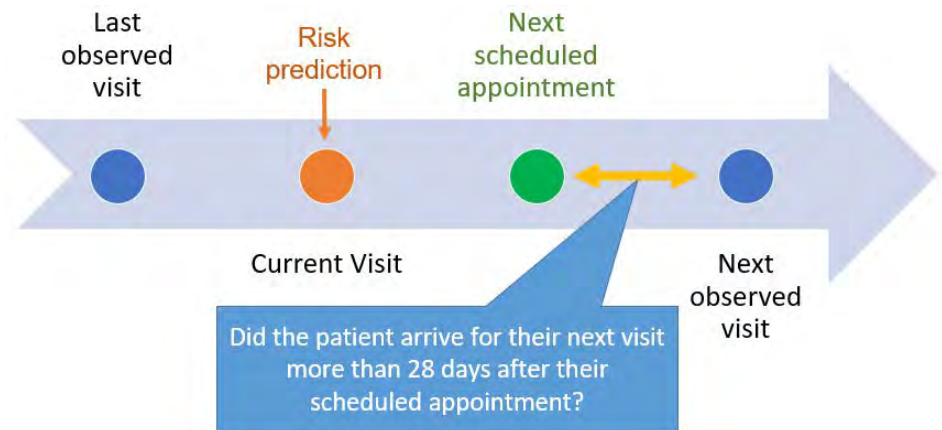 Last
observed
visit
Risk
prediction
Next
scheduled
appointment
Current Visit
Next
observed
visit
Did the patient arrive for their next visit
more than 28 days after their
scheduled appointment?